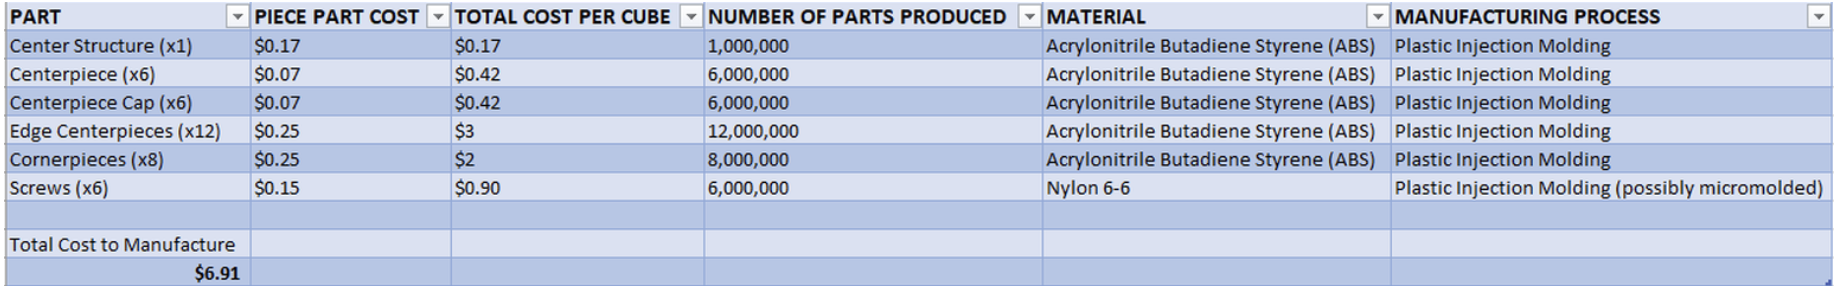 PART PIECE PART COST TOTAL COST PER CUBE NUMBER OF PARTS PRODUCED MATERIAL MANUFACTURING PROCESS
Center Structure (x1) $0.17 $0.17 1,000,000 Acrylonitrile Butadiene Styrene (ABS) Plastic Injection Molding
Centerpiece (x6) $0.07 $0.42 6,000,000 Acrylonitrile Butadiene Styrene (ABS) Plastic Injection Molding
Centerpiece Cap (x6) $0.07 $0.42 6,000,000 Acrylonitrile Butadiene Styrene (ABS) Plastic Injection Molding
Edge Centerpieces (x12) $0.25 $3 12,000,000 Acrylonitrile Butadiene Styrene (ABS) Plastic Injection Molding
Cornerpieces (x8) $0.25 $2 8,000,000 Acrylonitrile Butadiene Styrene (ABS) Plastic Injection Molding
Screws (x6) $0.15 $0.90 6,000,000 Nylon 6-6 Plastic Injection Molding (possibly micromolded)
Total Cost to Manufacture
$6.91